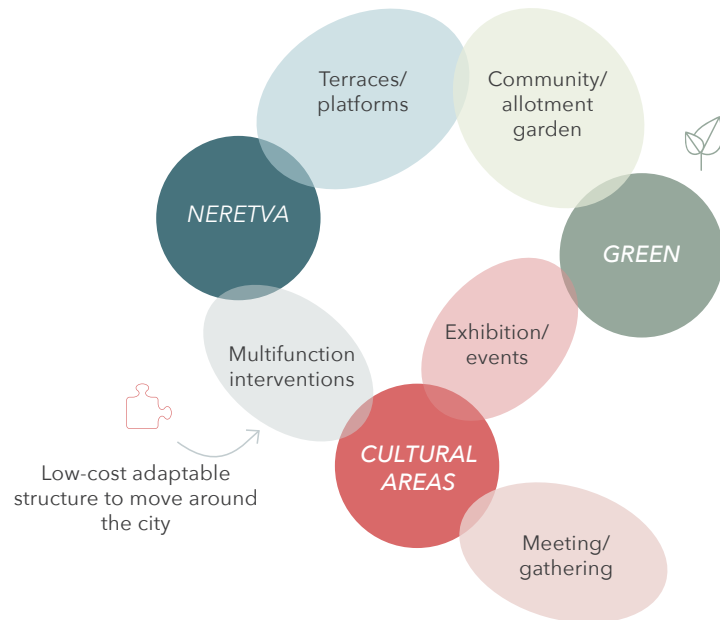 Terraces/
platforms
Community/
allotment
garden
NERETVA
GREEN
Exhibition/
events
Multifunction
interventions
CULTURAL
AREAS
Low-cost adaptable
structure to move around
the city
Meeting/
gathering